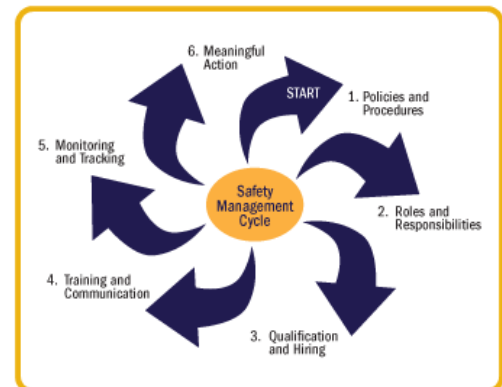 START
1. Policies and
Procedures
2. Roles and
Responsibilities
3. Qualification
and Hiring
4. Training and
Communication
5. Monitoring
and Tracking
6. Meaningful
Action
Safety
Management
Cycle